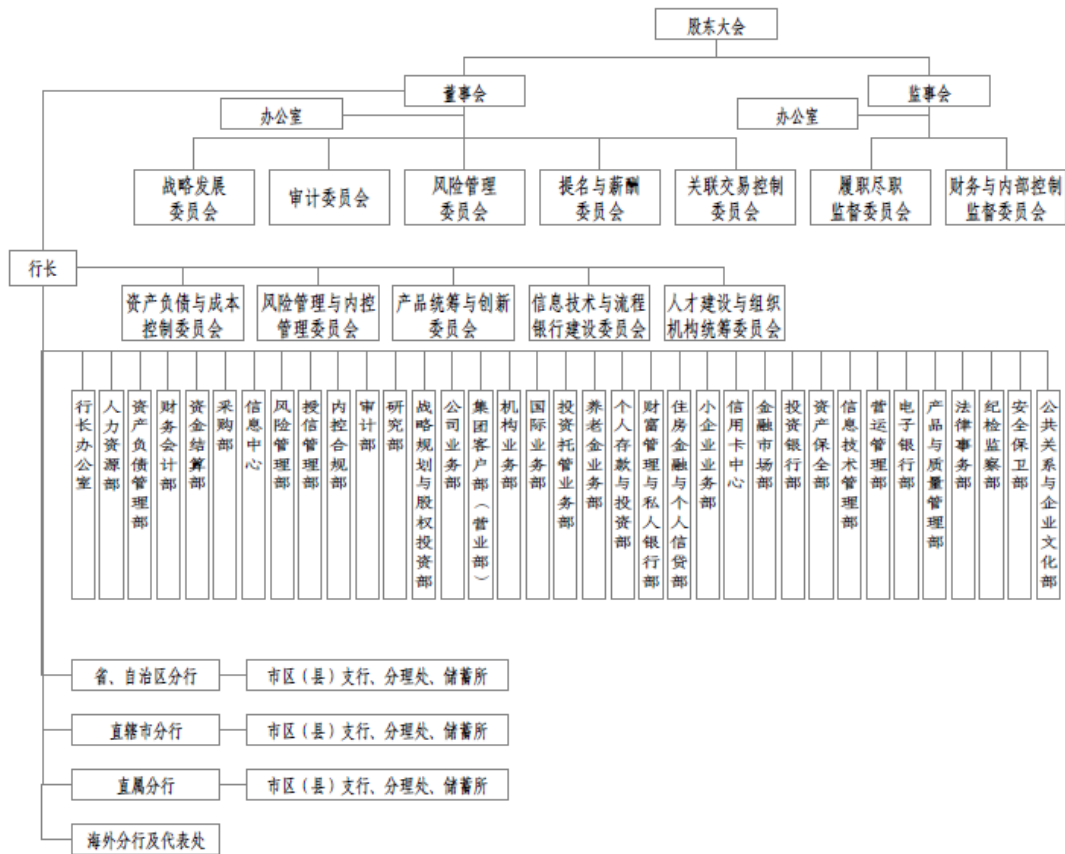 股东大会
董事会
监事会
办公室
办公室
战略发展
委员会
审计委员会
风险管理
委员会
提名与薪酬
委员会
关联交易控制
委员会
履职尽职
监督委员会
财务与内部控制
监督委员会
行长
资产负债与成本
控制委员会
风险管理与内控
管理委员会
产品统筹与创新
委员会
信息技术与流程
银行建设委员会
人才建设与组织
机构统筹委员会
行长办公室
人力资源部
资产负债管理部
财务会计部
资金结算部
采购部
信息中心
风险管理部
授信管理部
内控合规部
审计部
研究部
战略规划与股权投资部
公司业务部
集团客户部（营业部）
机构业务部
国际业务部
投资托管业务部
养老金业务部
个人存款与投资部
财富管理与私人银行部
住房金融与个人信贷部
小企业业务部
信用卡中心
金融市场部
投资银行部
资产保全部
信息技术管理部
营运管理部
电子银行部
产品与质量管理部
法律事务部
纪检监察部
安全保卫部
公共关系与企业文化部
省、自治区分行
市区（县）支行、分理处、储蓄所
直辖市分行
市区（县）支行、分理处、储蓄所
直属分行
市区（县）支行、分理处、储蓄所
海外分行及代表处